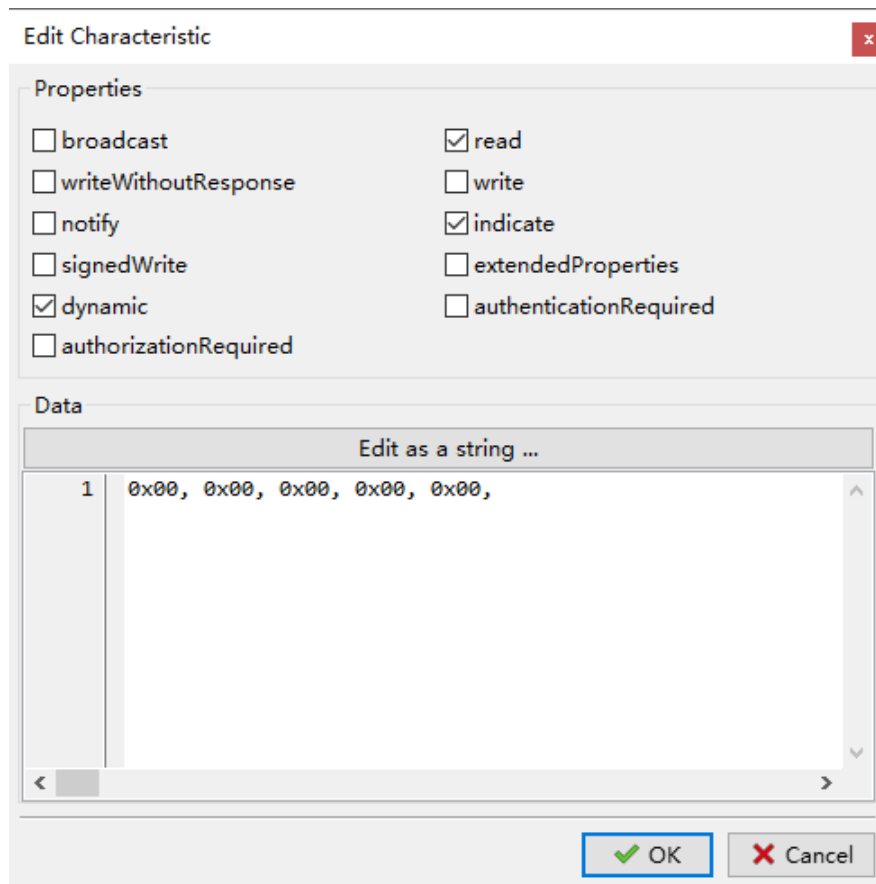 Edit Characteristic
x
Properties
broadcast
read
writeWithoutResponse
write
notify
indicate
signedWrite
extendedProperties
dynamic
authenticationRequired
authorizationRequired
Data
Edit as a string ...
1 0x00, 0x00, 0x00, 0x00, 0x00,
OK Cancel